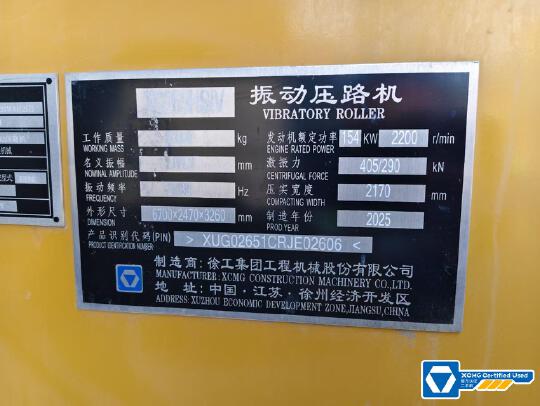 振动压路机
VIBRATORY ROLLER
工作质量 kg
WORKING MASS
名义振幅 mm
NOMINAL AMPLITUDE
振动频率 Hz
FREQUENCY
外形尺寸 6700×2470×3260 mm
DIMENSION
发动机额定功率 154 KW 2200 r/min
ENGINE RATED POWER
激振力 405/290 kN
CENTRIFUGAL FORCE
压实宽度 2170 mm
COMPACTION WIDTH
制造年份 2025
PROD YEAR
产品识别代码(PIN) > XUG02651CRJE02606 <
PRODUCT IDENTIFICATION NUMBER
制造商:徐工集团工程机械股份有限公司
MANUFACTURER: XCMG CONSTRUCTION MACHINERY CO.,LTD.
地 址: 中国·江苏·徐州经济开发区
ADDRESS: XUZHOU ECONOMIC DEVELOPMENT ZONE,JIANGSU,CHINA
XCMG Certified Used